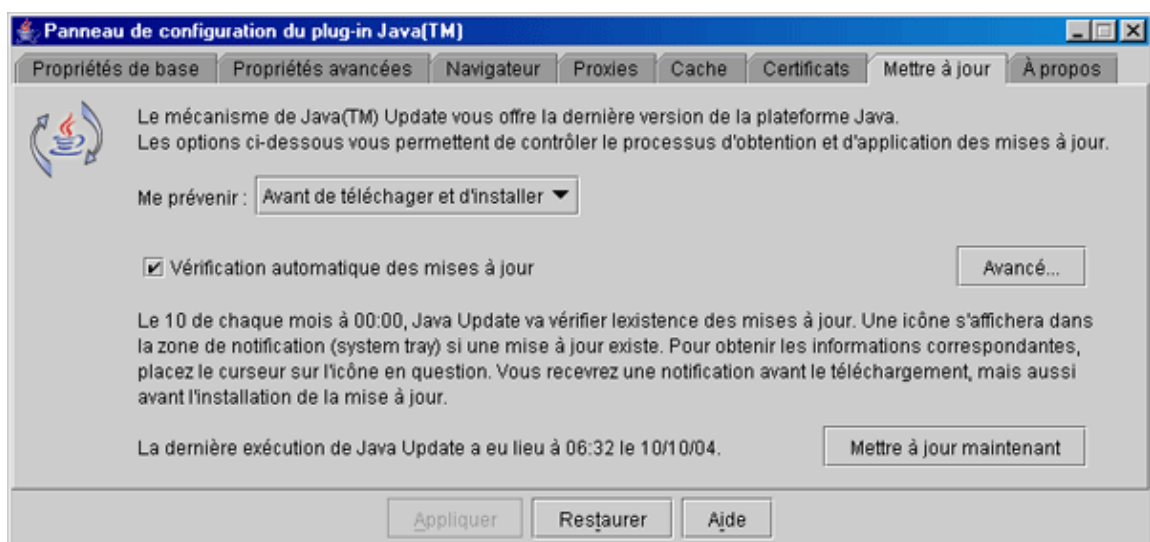 Panneau de configuration du plug-in Java(TM)
Propriétés de base Propriétés avancées Navigateur Proxies Cache Certificats Mettre à jour À propos
Le mécanisme de Java(TM) Update vous offre la dernière version de la plateforme Java.
Les options ci-dessous vous permettent de contrôler le processus d'obtention et d'application des mises à jour.
Me prévenir : Avant de téléchager et d'installer
Vérification automatique des mises à jour Avancé...
Le 10 de chaque mois à 00:00, Java Update va vérifier lexistence des mises à jour. Une icône s'affichera dans
la zone de notification (system tray) si une mise à jour existe. Pour obtenir les informations correspondantes,
placez le curseur sur l'icône en question. Vous recevrez une notification avant le téléchargement, mais aussi
avant l'installation de la mise à jour.
La dernière exécution de Java Update a eu lieu à 06:32 le 10/10/04. Mettre à jour maintenant
Appliquer Restaurer Aide